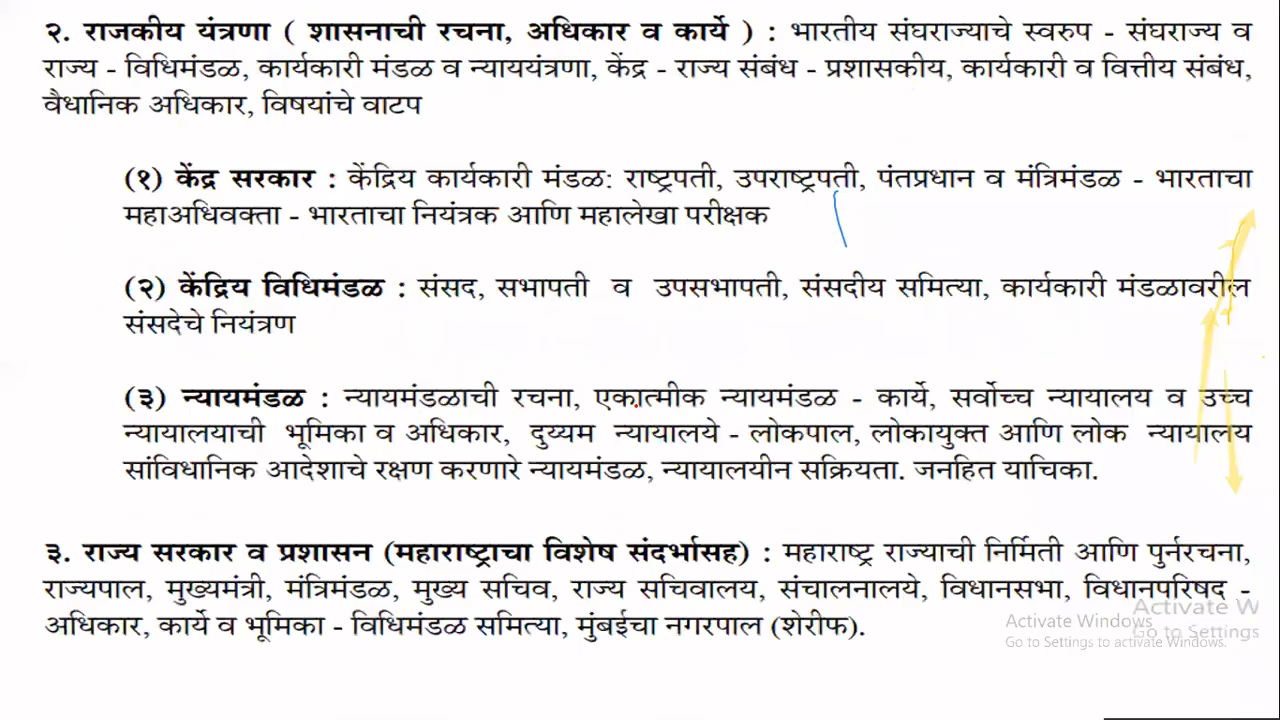 २. राजकीय यंत्रणा ( शासनाची रचना, अधिकार व कार्ये ) : भारतीय संघराज्याचे स्वरुप - संघराज्य व
राज्य - विधिमंडळ, कार्यकारी मंडळ व न्याययंत्रणा, केंद्र - राज्य संबंध - प्रशासकीय, कार्यकारी व वित्तीय संबंध,
वैधानिक अधिकार, विषयांचे वाटप
(१) केंद्र सरकार : केंद्रिय कार्यकारी मंडळ: राष्ट्रपती, उपराष्ट्रपती, पंतप्रधान व मंत्रिमंडळ - भारताचा
महाअधिवक्ता - भारताचा नियंत्रक आणि महालेखा परीक्षक
(२) केंद्रिय विधिमंडळ : संसद, सभापती व उपसभापती, संसदीय समित्या, कार्यकारी मंडळावरील
संसदेचे नियंत्रण
(३) न्यायमंडळ : न्यायमंडळाची रचना, एकात्मीक न्यायमंडळ - कार्ये, सर्वोच्च न्यायालय व उच्च
न्यायालयाची भूमिका व अधिकार, दुय्यम न्यायालये - लोकपाल, लोकायुक्त आणि लोक न्यायालय
सांविधानिक आदेशाचे रक्षण करणारे न्यायमंडळ, न्यायालयीन सक्रियता. जनहित याचिका.
३. राज्य सरकार व प्रशासन (महाराष्ट्राचा विशेष संदर्भासह) : महाराष्ट्र राज्याची निर्मिती आणि पुर्नरचना,
राज्यपाल, मुख्यमंत्री, मंत्रिमंडळ, मुख्य सचिव, राज्य सचिवालय, संचालनालये, विधानसभा, विधानपरिषद -
अधिकार, कार्ये व भूमिका - विधिमंडळ समित्या, मुंबईचा नगरपाल (शेरीफ).
Activate W
Go to Settings
Activate Windows
Go to Settings to activate Windows.